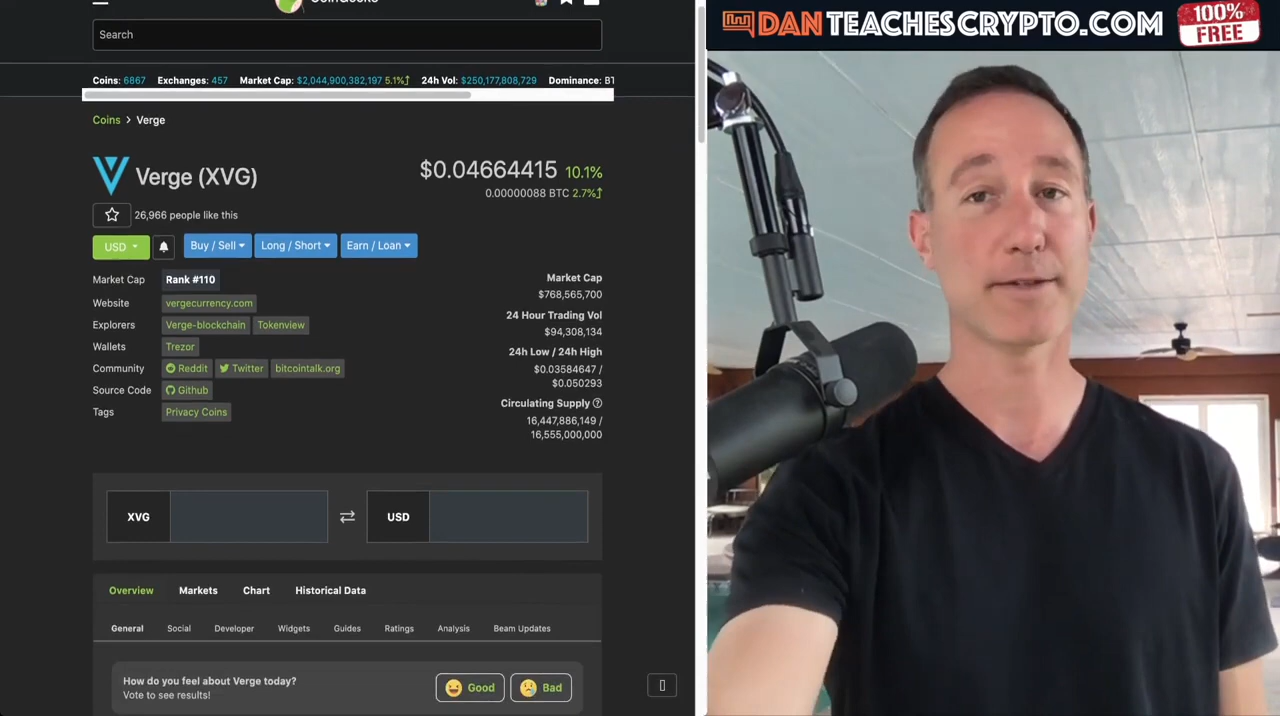 CoinGecko
Search
Coins: 6867 Exchanges: 457 Market Cap: $2,044,900,382,197 5.1% 24h Vol: $250,177,808,729 Dominance: BT
Coins > Verge
Verge (XVG)
$0.04664415 10.1%
0.00000088 BTC 2.7%
26,966 people like this
USD Buy / Sell Long / Short Earn / Loan
Market Cap Rank #110
Website vergecurrency.com
Explorers Verge-blockchain Tokenview
Wallets Trezor
Community Reddit Twitter bitcointalk.org
Source Code Github
Tags Privacy Coins
Market Cap
$768,565,700
24 Hour Trading Vol
$94,308,134
24h Low / 24h High
$0.03584647 /
$0.050293
Circulating Supply
16,447,886,149 /
16,555,000,000
XVG USD
Overview Markets Chart Historical Data
General Social Developer Widgets Guides Ratings Analysis Beam Updates
How do you feel about Verge today?
Vote to see results!
Good Bad
DANTEACHESCRYPTO.COM
100%
FREE